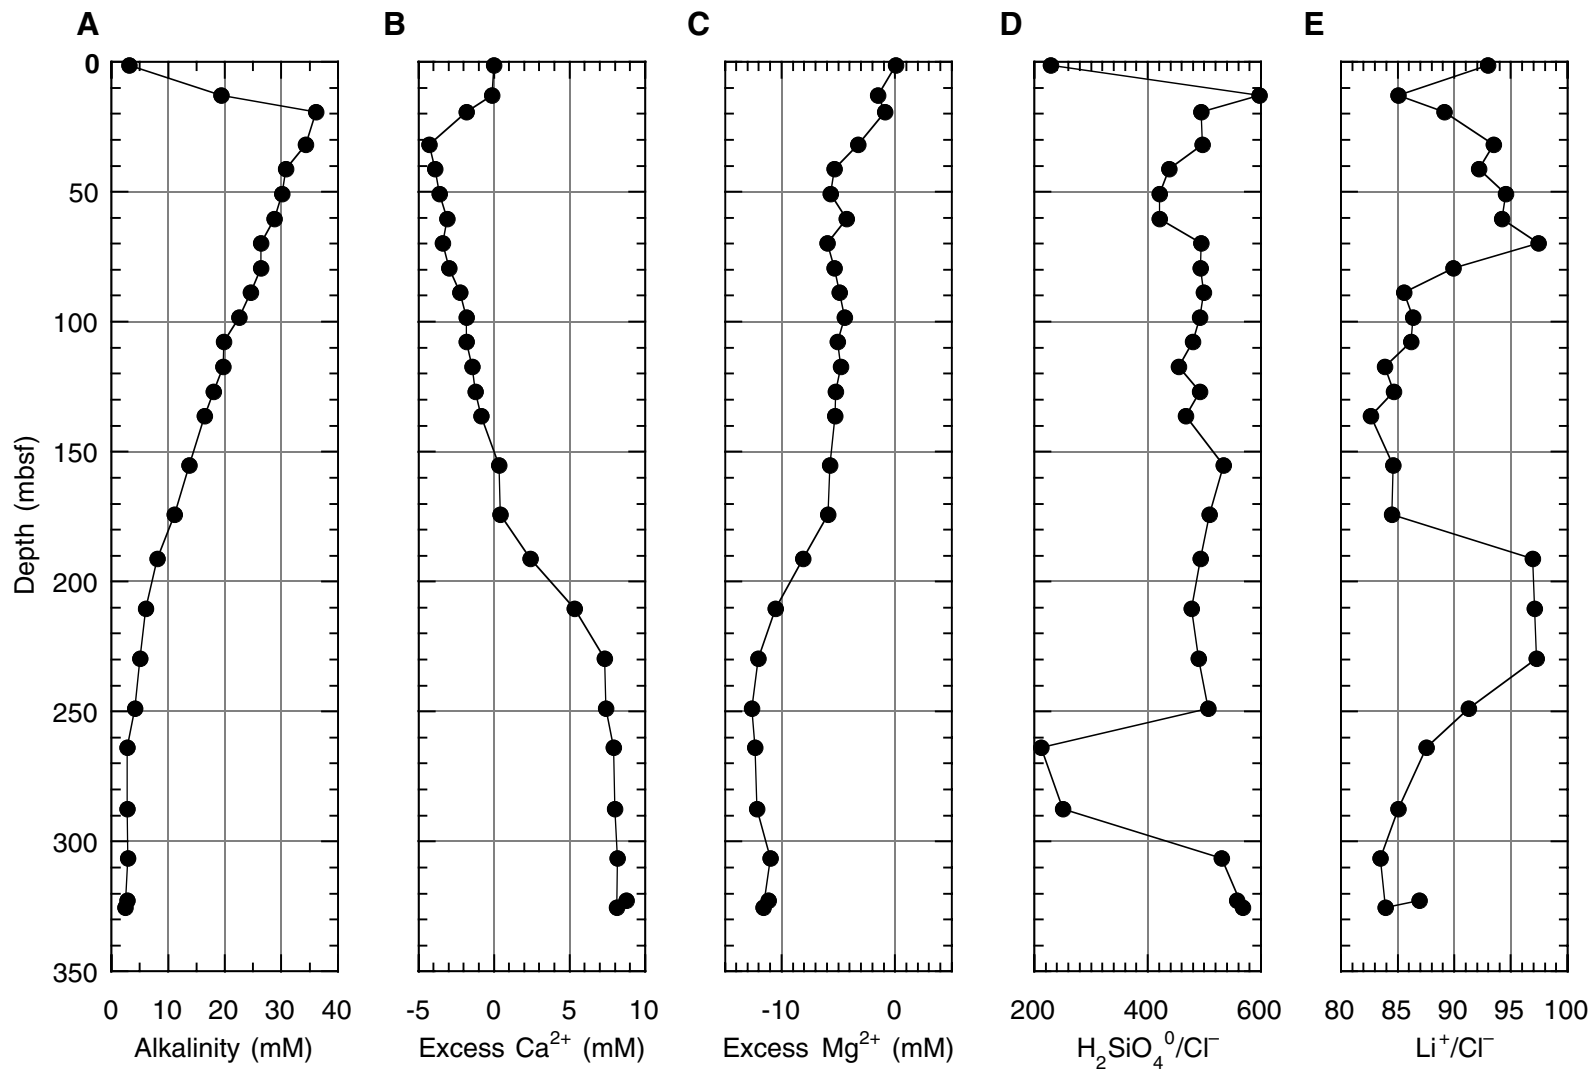 A B C D E
0
50
100
150
200
250
300
350
Depth (mbsf)
0 10 20 30 40
-5 0 5 10
-10 0
200 400 600
80 85 90 95 100
Alkalinity (mM)
Excess Ca²⁺ (mM)
Excess Mg²⁺ (mM)
H₂SiO₄⁰/Cl⁻
Li⁺/Cl⁻